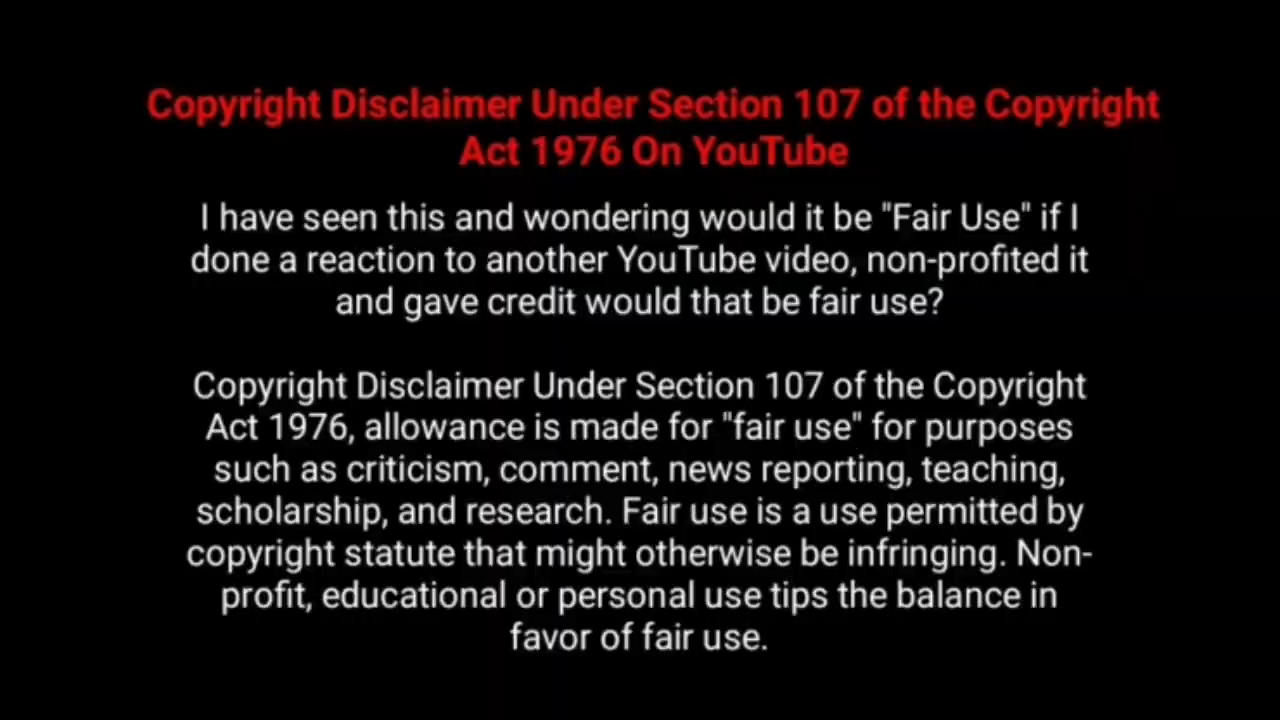 Copyright Disclaimer Under Section 107 of the Copyright
Act 1976 On YouTube
I have seen this and wondering would it be "Fair Use" if I
done a reaction to another YouTube video, non-profited it
and gave credit would that be fair use?
Copyright Disclaimer Under Section 107 of the Copyright
Act 1976, allowance is made for "fair use" for purposes
such as criticism, comment, news reporting, teaching,
scholarship, and research. Fair use is a use permitted by
copyright statute that might otherwise be infringing. Non-
profit, educational or personal use tips the balance in
favor of fair use.